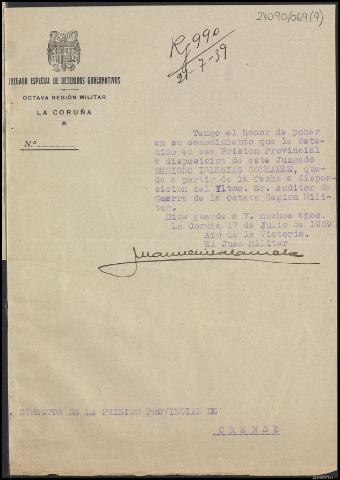 24090/069(9)
R/990
21-7-39
JUZGADO ESPECIAL DE DETENIDOS GUBERNATIVOS
OCTAVA REGIÓN MILITAR
LA CORUÑA
N.º
Tengo el honor de poner
en su conocimiento que le dete-
nido en esa Prision Provincial
a disposicion de este Juzgado
BENIGNO IGLESIAS GONZALEZ, que-
da a partir de la fecha a dispo-
sicion del Yltmo. Sr. Auditor de
Guerra de la Octava Region Mili-
tar.
Dios guarde a V. muchos años.
La Coruña 17 de Julio de 1939
Año de la Victoria.
El Juez Militar
. DIRECTOR DE LA PRISION PROVINCIAL DE
ORENSE